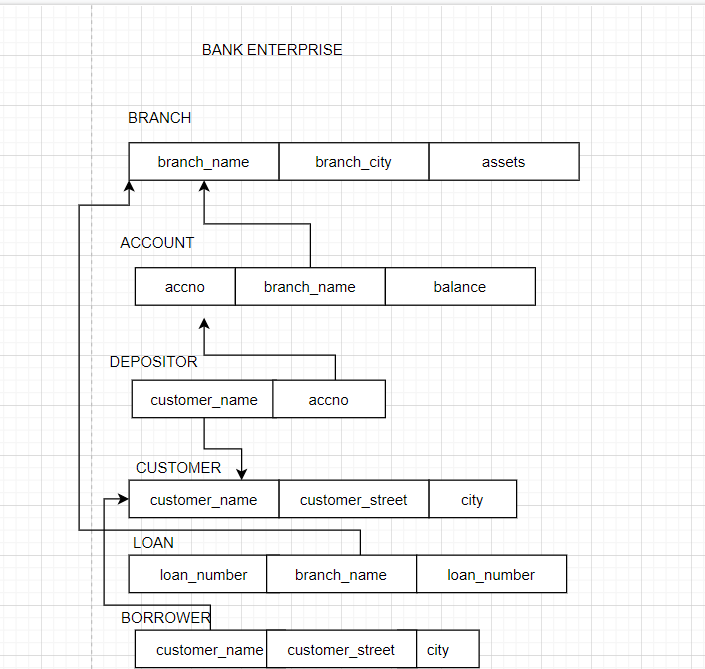 BANK ENTERPRISE
BRANCH
branch_name branch_city assets
ACCOUNT
accno branch_name balance
DEPOSITOR
customer_name accno
CUSTOMER
customer_name customer_street city
LOAN
loan_number branch_name loan_number
BORROWER
customer_name customer_street city